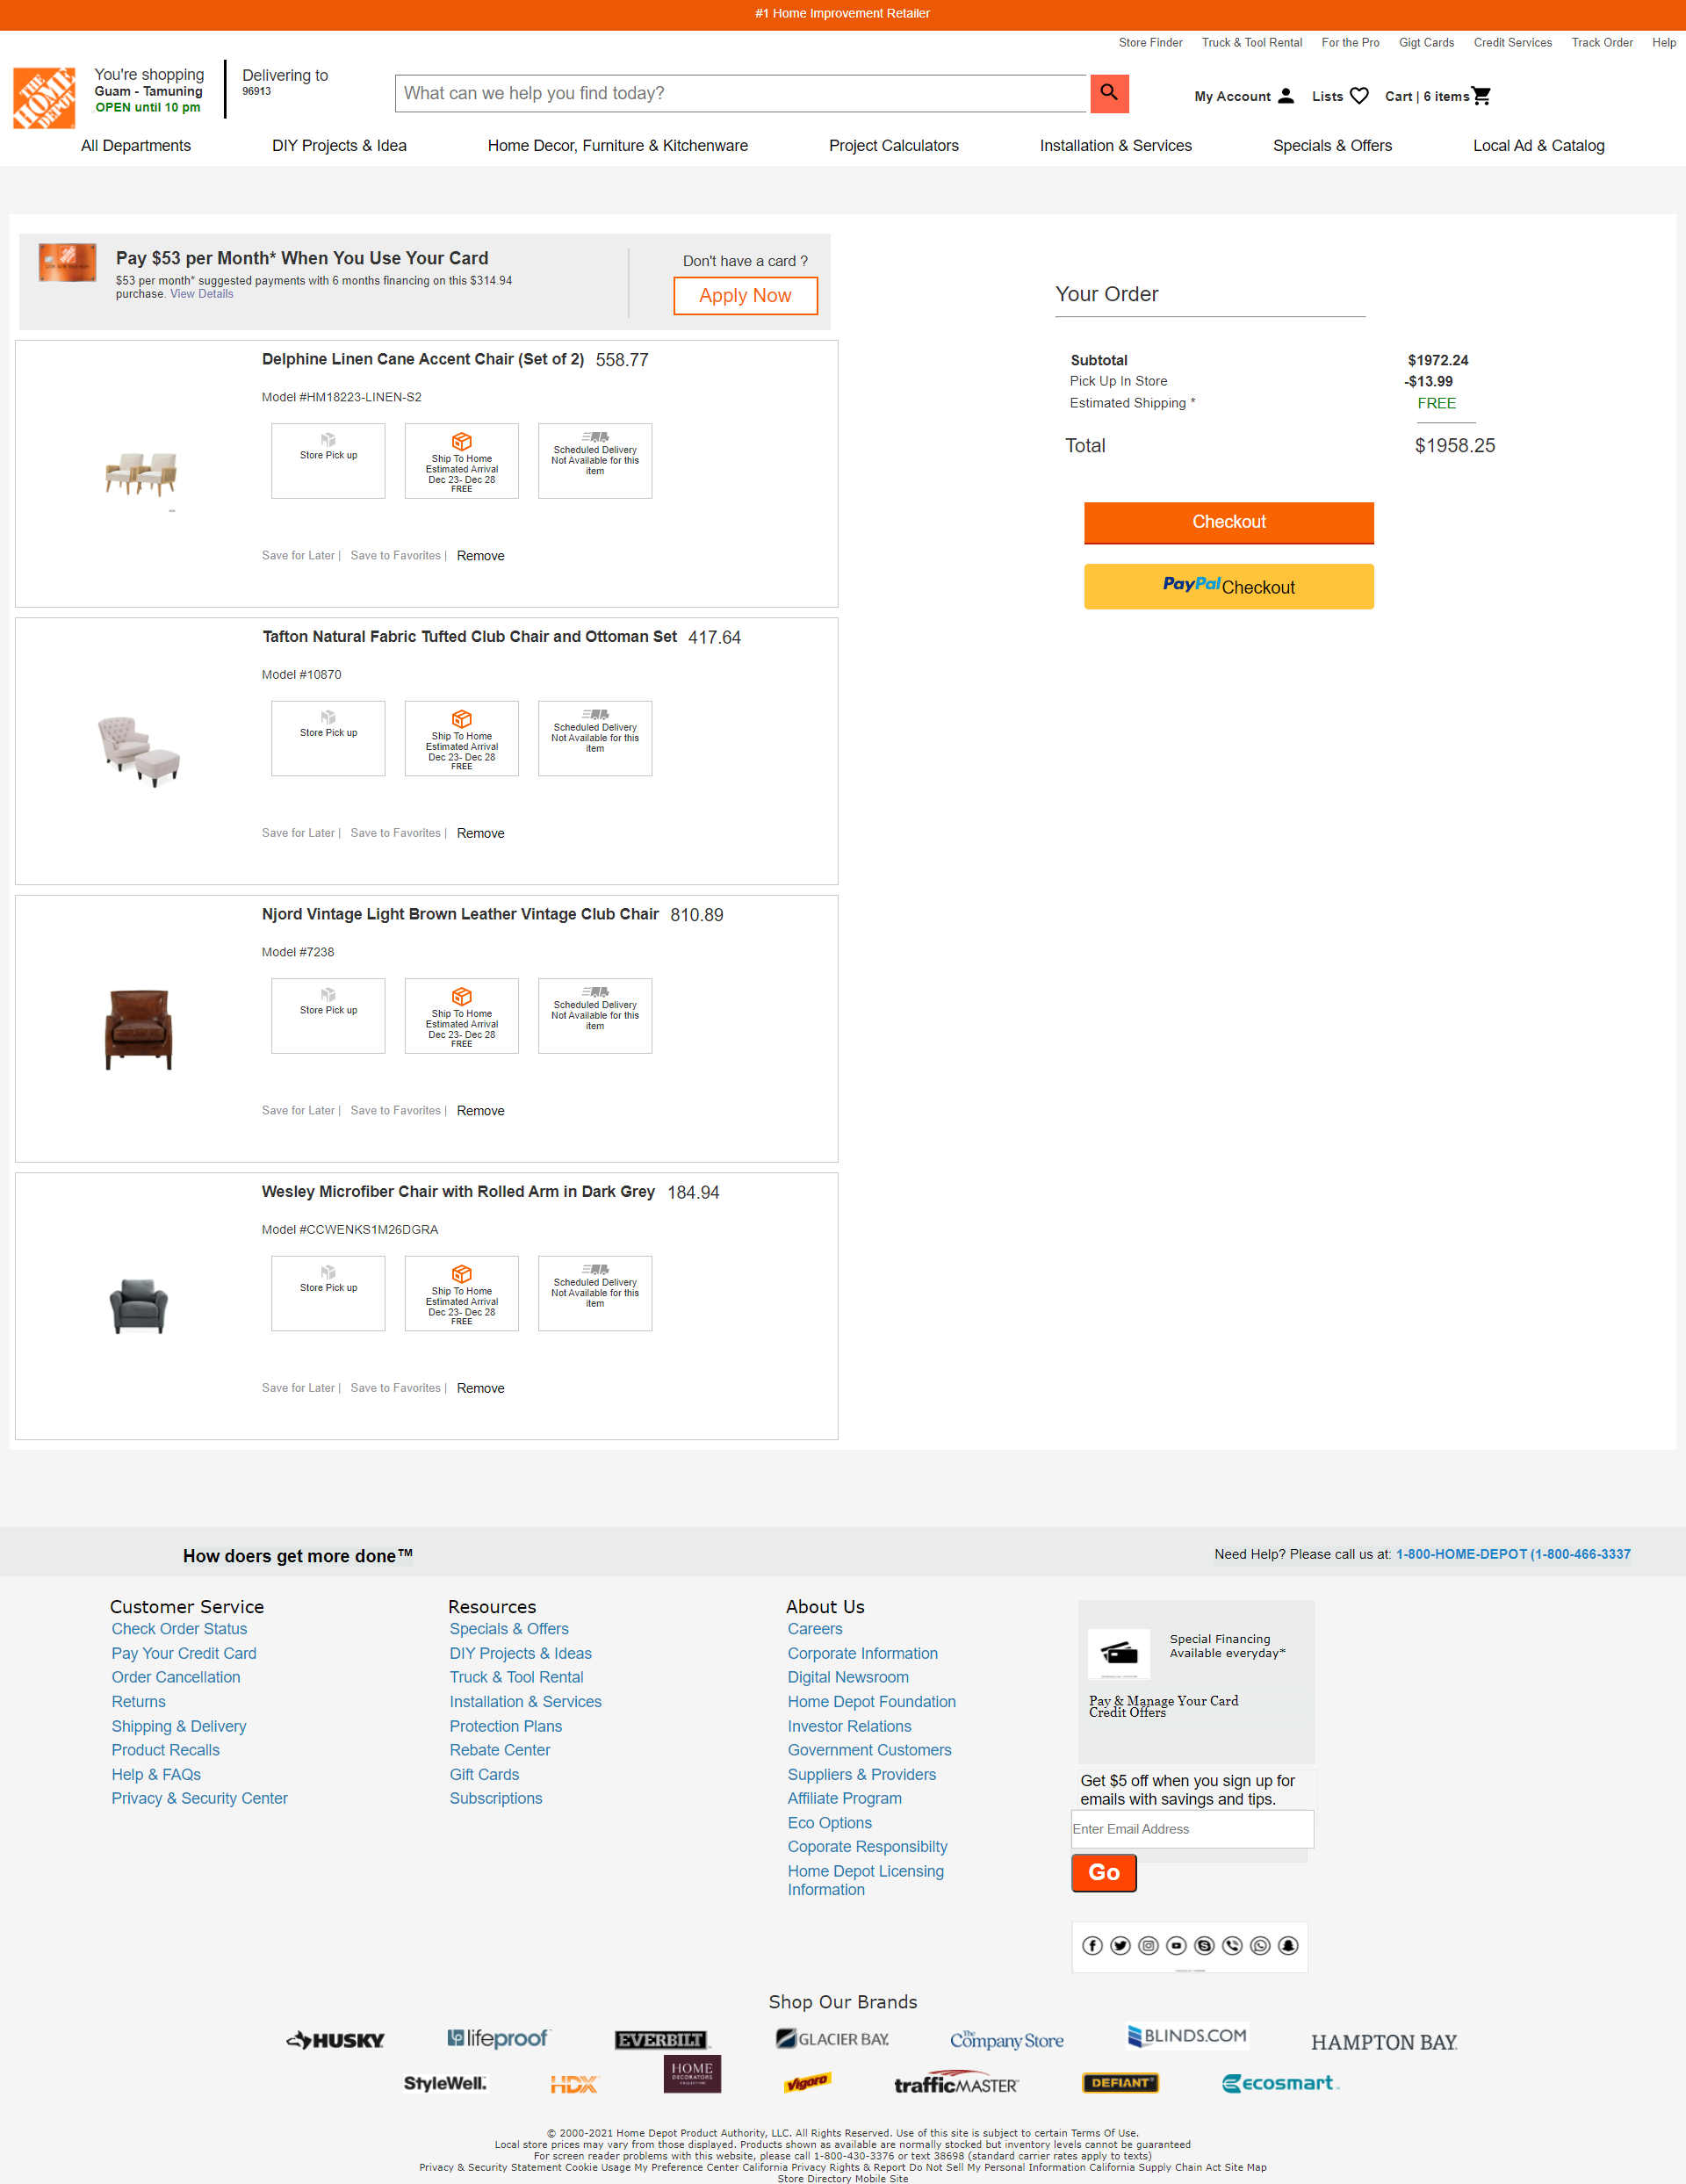 #1 Home Improvement Retailer
Store Finder Truck & Tool Rental For the Pro Gigt Cards Credit Services Track Order Help
THE HOME DEPOT
You're shopping
Guam - Tamuning
OPEN until 10 pm
Delivering to
96913
What can we help you find today?
My Account Lists Cart | 6 items
All Departments DIY Projects & Idea Home Decor, Furniture & Kitchenware Project Calculators Installation & Services Specials & Offers Local Ad & Catalog
Pay $53 per Month* When You Use Your Card
$53 per month* suggested payments with 6 months financing on this $314.94
purchase. View Details
Don't have a card ?
Apply Now
Delphine Linen Cane Accent Chair (Set of 2) 558.77
Model #HM18223-LINEN-S2
Store Pick up
Ship To Home
Estimated Arrival
Dec 23- Dec 28
FREE
Scheduled Delivery
Not Available for this
item
Save for Later | Save to Favorites | Remove
Tafton Natural Fabric Tufted Club Chair and Ottoman Set 417.64
Model #10870
Store Pick up
Ship To Home
Estimated Arrival
Dec 23- Dec 28
FREE
Scheduled Delivery
Not Available for this
item
Save for Later | Save to Favorites | Remove
Njord Vintage Light Brown Leather Vintage Club Chair 810.89
Model #7238
Store Pick up
Ship To Home
Estimated Arrival
Dec 23- Dec 28
FREE
Scheduled Delivery
Not Available for this
item
Save for Later | Save to Favorites | Remove
Wesley Microfiber Chair with Rolled Arm in Dark Grey 184.94
Model #CCWENKS1M26DGRA
Store Pick up
Ship To Home
Estimated Arrival
Dec 23- Dec 28
FREE
Scheduled Delivery
Not Available for this
item
Save for Later | Save to Favorites | Remove
Your Order
Subtotal $1972.24
Pick Up In Store -$13.99
Estimated Shipping * FREE
Total $1958.25
Checkout
PayPal Checkout
How doers get more done™
Need Help? Please call us at: 1-800-HOME-DEPOT (1-800-466-3337
Customer Service
Check Order Status
Pay Your Credit Card
Order Cancellation
Returns
Shipping & Delivery
Product Recalls
Help & FAQs
Privacy & Security Center
Resources
Specials & Offers
DIY Projects & Ideas
Truck & Tool Rental
Installation & Services
Protection Plans
Rebate Center
Gift Cards
Subscriptions
About Us
Careers
Corporate Information
Digital Newsroom
Home Depot Foundation
Investor Relations
Government Customers
Suppliers & Providers
Affiliate Program
Eco Options
Coporate Responsibilty
Home Depot Licensing
Information
Special Financing
Available everyday*
Pay & Manage Your Card
Credit Offers
Get $5 off when you sign up for
emails with savings and tips.
Enter Email Address
Go
Shop Our Brands
HUSKY lifeproof EVERBILT GLACIER BAY. The Company Store BLINDS.COM HAMPTON BAY.
StyleWell. HDX HOME DECORATORS COLLECTION Vigoro trafficMASTER DEFIANT ecosmart
© 2000-2021 Home Depot Product Authority, LLC. All Rights Reserved. Use of this site is subject to certain Terms Of Use.
Local store prices may vary from those displayed. Products shown as available are normally stocked but inventory levels cannot be guaranteed
For screen reader problems with this website, please call 1-800-430-3376 or text 38698 (standard carrier rates apply to texts)
Privacy & Security Statement Cookie Usage My Preference Center California Privacy Rights & Report Do Not Sell My Personal Information California Supply Chain Act Site Map
Store Directory Mobile Site